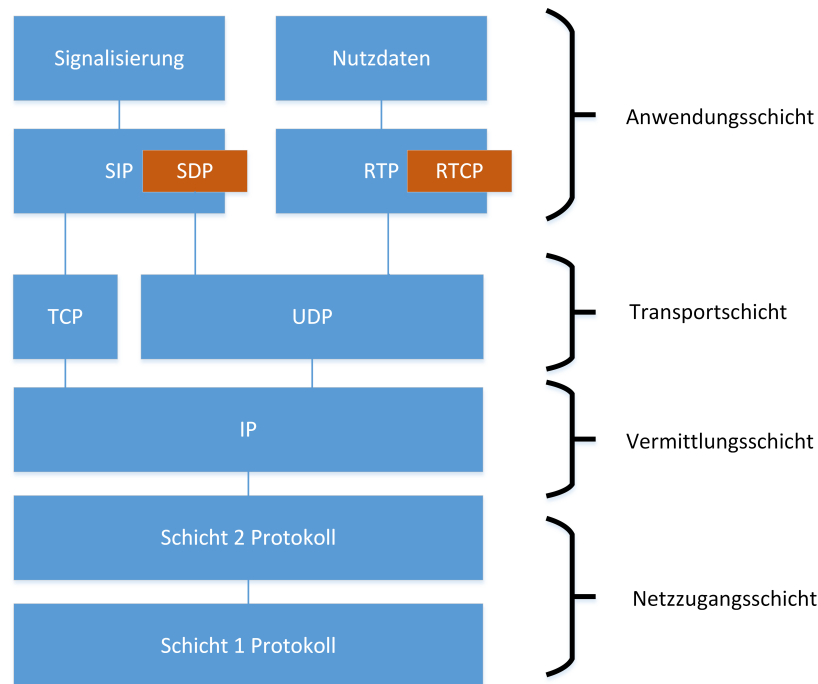 Signalisierung
Nutzdaten
Anwendungsschicht
SIP
SDP
RTP
RTCP
TCP
UDP
Transportschicht
IP
Vermittlungsschicht
Schicht 2 Protokoll
Netzzugangsschicht
Schicht 1 Protokoll